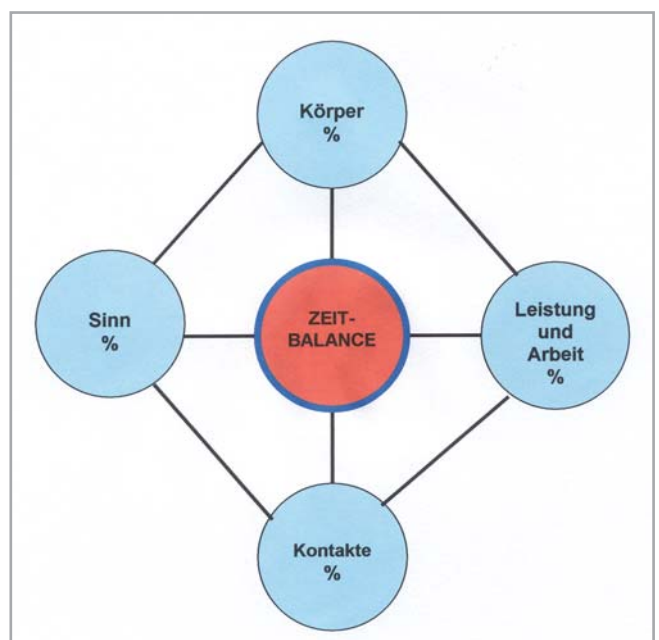 Körper
%
Sinn
%
ZEIT-
BALANCE
Leistung
und
Arbeit
%
Kontakte
%